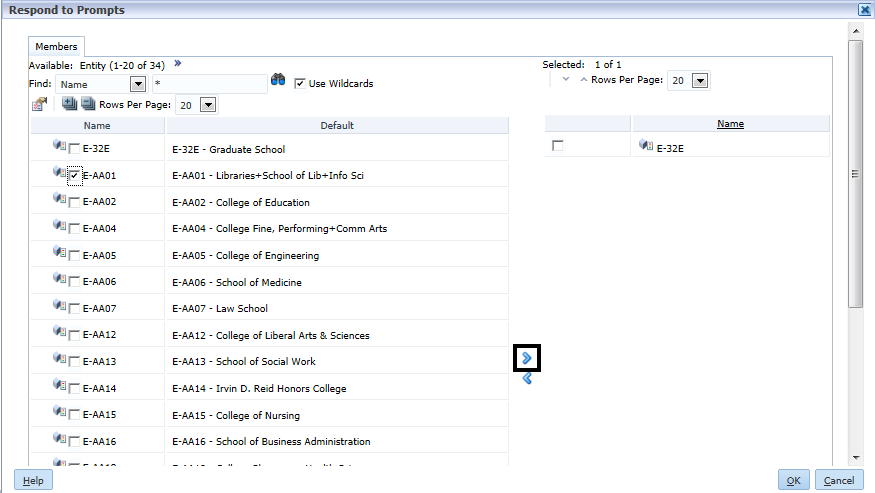 Respond to Prompts
Members
Available: Entity (1-20 of 34) »
Find: Name * Use Wildcards
Rows Per Page: 20
Name Default
E-32E E-32E - Graduate School
E-AA01 E-AA01 - Libraries+School of Lib+Info Sci
E-AA02 E-AA02 - College of Education
E-AA04 E-AA04 - College Fine, Performing+Comm Arts
E-AA05 E-AA05 - College of Engineering
E-AA06 E-AA06 - School of Medicine
E-AA07 E-AA07 - Law School
E-AA12 E-AA12 - College of Liberal Arts & Sciences
E-AA13 E-AA13 - School of Social Work
E-AA14 E-AA14 - Irvin D. Reid Honors College
E-AA15 E-AA15 - College of Nursing
E-AA16 E-AA16 - School of Business Administration
Selected: 1 of 1
Rows Per Page: 20
Name
E-32E
Help OK Cancel